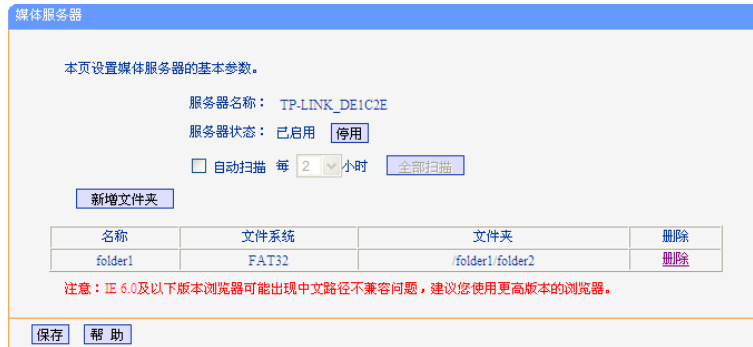 媒体服务器
本页设置媒体服务器的基本参数。
服务器名称： TP-LINK_DE1C2E
服务器状态： 已启用 停用
自动扫描 每 2 小时 全部扫描
新增文件夹
名称 文件系统 文件夹 删除
folder1 FAT32 /folder1/folder2 删除
注意：IE 6.0及以下版本浏览器可能出现中文路径不兼容问题，建议您使用更高版本的浏览器。
保存 帮 助